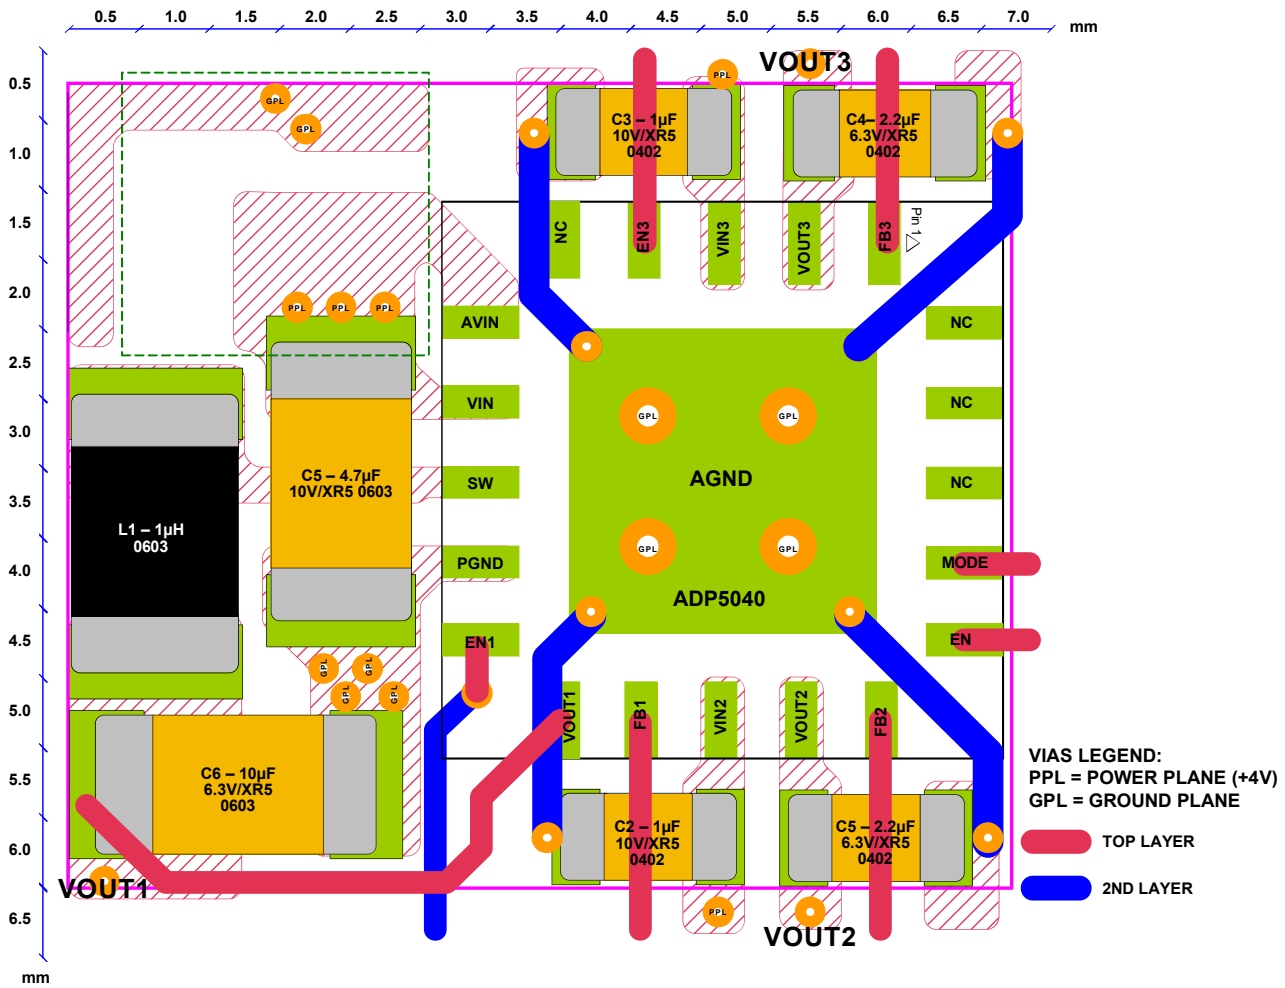 0.5 1.0 1.5 2.0 2.5 3.0 3.5 4.0 4.5 5.0 5.5 6.0 6.5 mm
0.5 1.0 1.5 2.0 2.5 3.0 4.0 4.5 5.0 5.5 6.0 6.5 7.0 mm
VOUT3
PPL
GPL
GPL
C3 – 1µF
10V/XR5
0402
C4– 2.2µF
6.3V/XR5
0402
NC
EN3
VIN3
VOUT3
FB3
Pin 1
PPL PPL PPL
AVIN
NC
VIN
NC
GPL GPL
C5 – 4.7µF
10V/XR5 0603
SW
AGND
NC
L1 – 1µH
0603
GPL GPL
PGND
MODE
ADP5040
EN1
EN
GPL GPL
GPL GPL
VOUT1
FB1
VIN2
VOUT2
FB2
C6 – 10µF
6.3V/XR5
0603
C2 – 1µF
10V/XR5
0402
C5 – 2.2µF
6.3V/XR5
0402
VOUT1
PPL
VOUT2
VIAS LEGEND:
PPL = POWER PLANE (+4V)
GPL = GROUND PLANE
TOP LAYER
2ND LAYER